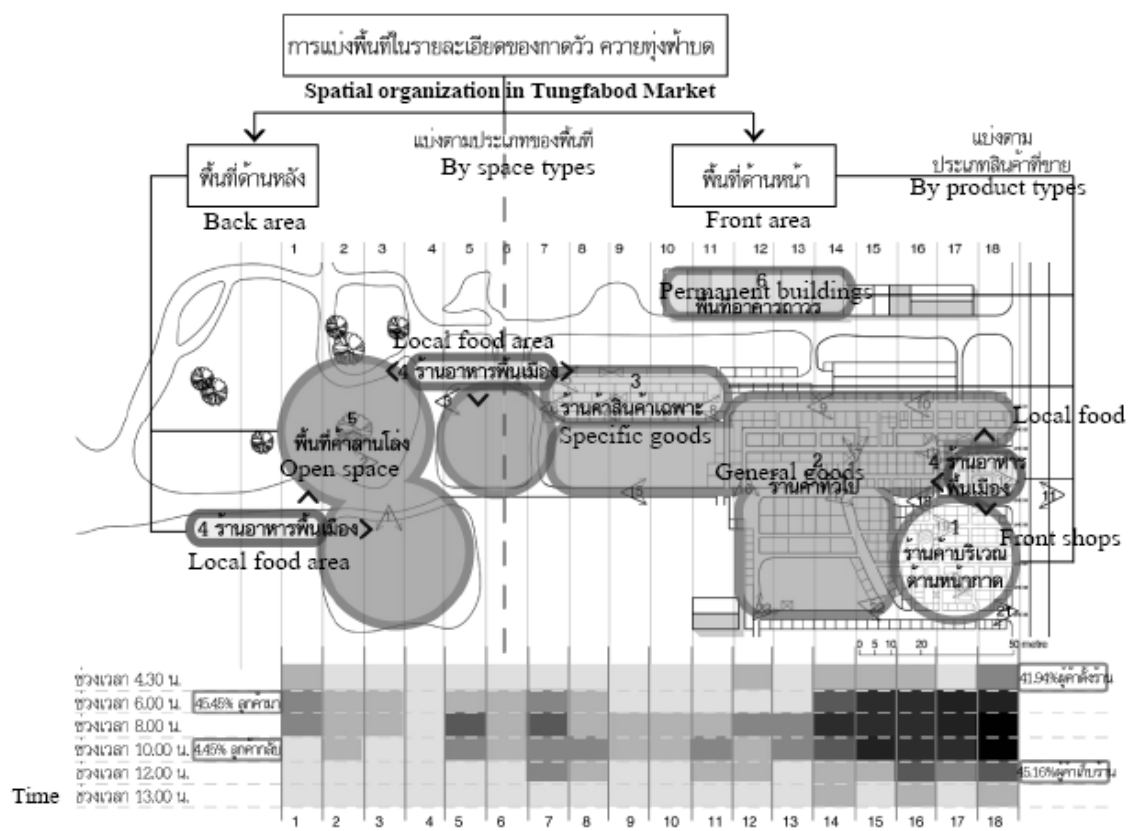 การแบ่งพื้นที่ในรายละเอียดของกาดวัว ควายทุ่งฟ้าบด
Spatial organization in Tungfabod Market
แบ่งตามประเภทของพื้นที่
By space types
แบ่งตาม
ประเภทสินค้าที่ขาย
By product types
พื้นที่ด้านหลัง
Back area
พื้นที่ด้านหน้า
Front area
1 2 3 4 5 6 7 8 9 10 11 12 13 14 15 16 17 18
6
Permanent buildings
พื้นที่อาคารถาวร
Local food area
4 ร้านอาหารพื้นเมือง
3
ร้านค้าสินค้าเฉพาะ
Specific goods
Local food
5
พื้นที่ค้าลานโล่ง
Open space
General goods
2
ร้านค้าทั่วไป
4 ร้านอาหาร
พื้นเมือง
4 ร้านอาหารพื้นเมือง
Local food area
1
Front shops
ร้านค้าบริเวณ
ด้านหน้ากาด
0 5 10 20 50 metre
ช่วงเวลา 4.30 น.
41.94%ผู้ค้าตั้งร้าน
ช่วงเวลา 6.00 น.
45.45% ลูกค้ามา
ช่วงเวลา 8.00 น.
ช่วงเวลา 10.00 น.
4.45% ลูกค้ากลับ
ช่วงเวลา 12.00 น.
45.16%ผู้ค้าเก็บร้าน
Time
ช่วงเวลา 13.00 น.
1 2 3 4 5 6 7 8 9 10 11 12 13 14 15 16 17 18